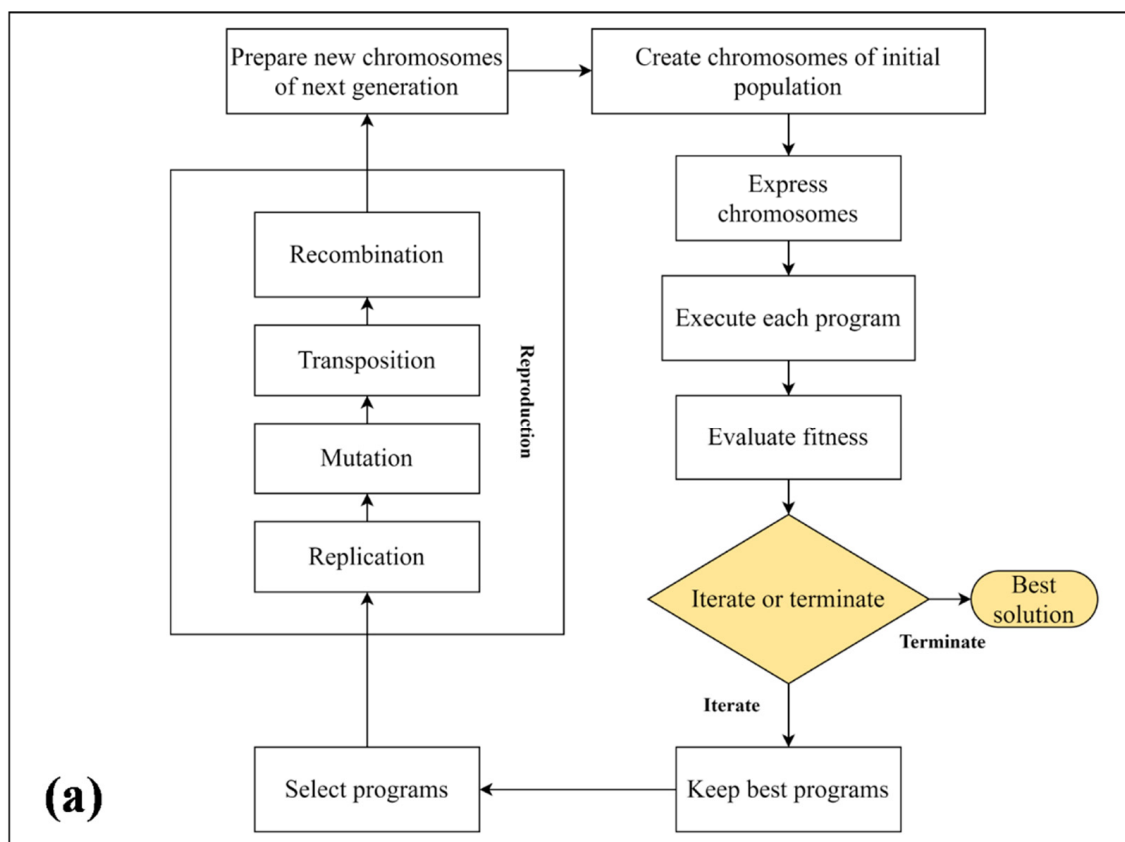 Prepare new chromosomes
of next generation
Create chromosomes of initial
population
Express
chromosomes
Recombination
Execute each program
Transposition
Reproduction
Evaluate fitness
Mutation
Replication
Iterate or terminate
Best
solution
Terminate
Iterate
(a)
Select programs
Keep best programs